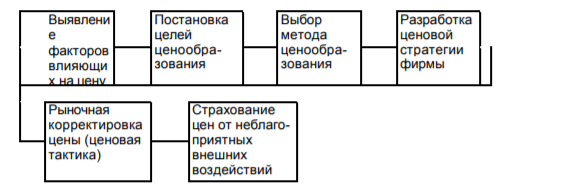 Выявлени
е
факторов
влияющи
х на цену
Постановка
целей
ценообра-
зования
Выбор
метода
ценообра-
зования
Разработка
ценовой
стратегии
фирмы
Рыночная
корректировка
цены (ценовая
тактика)
Страхование
цен от неблаго-
приятных
внешних
воздействий